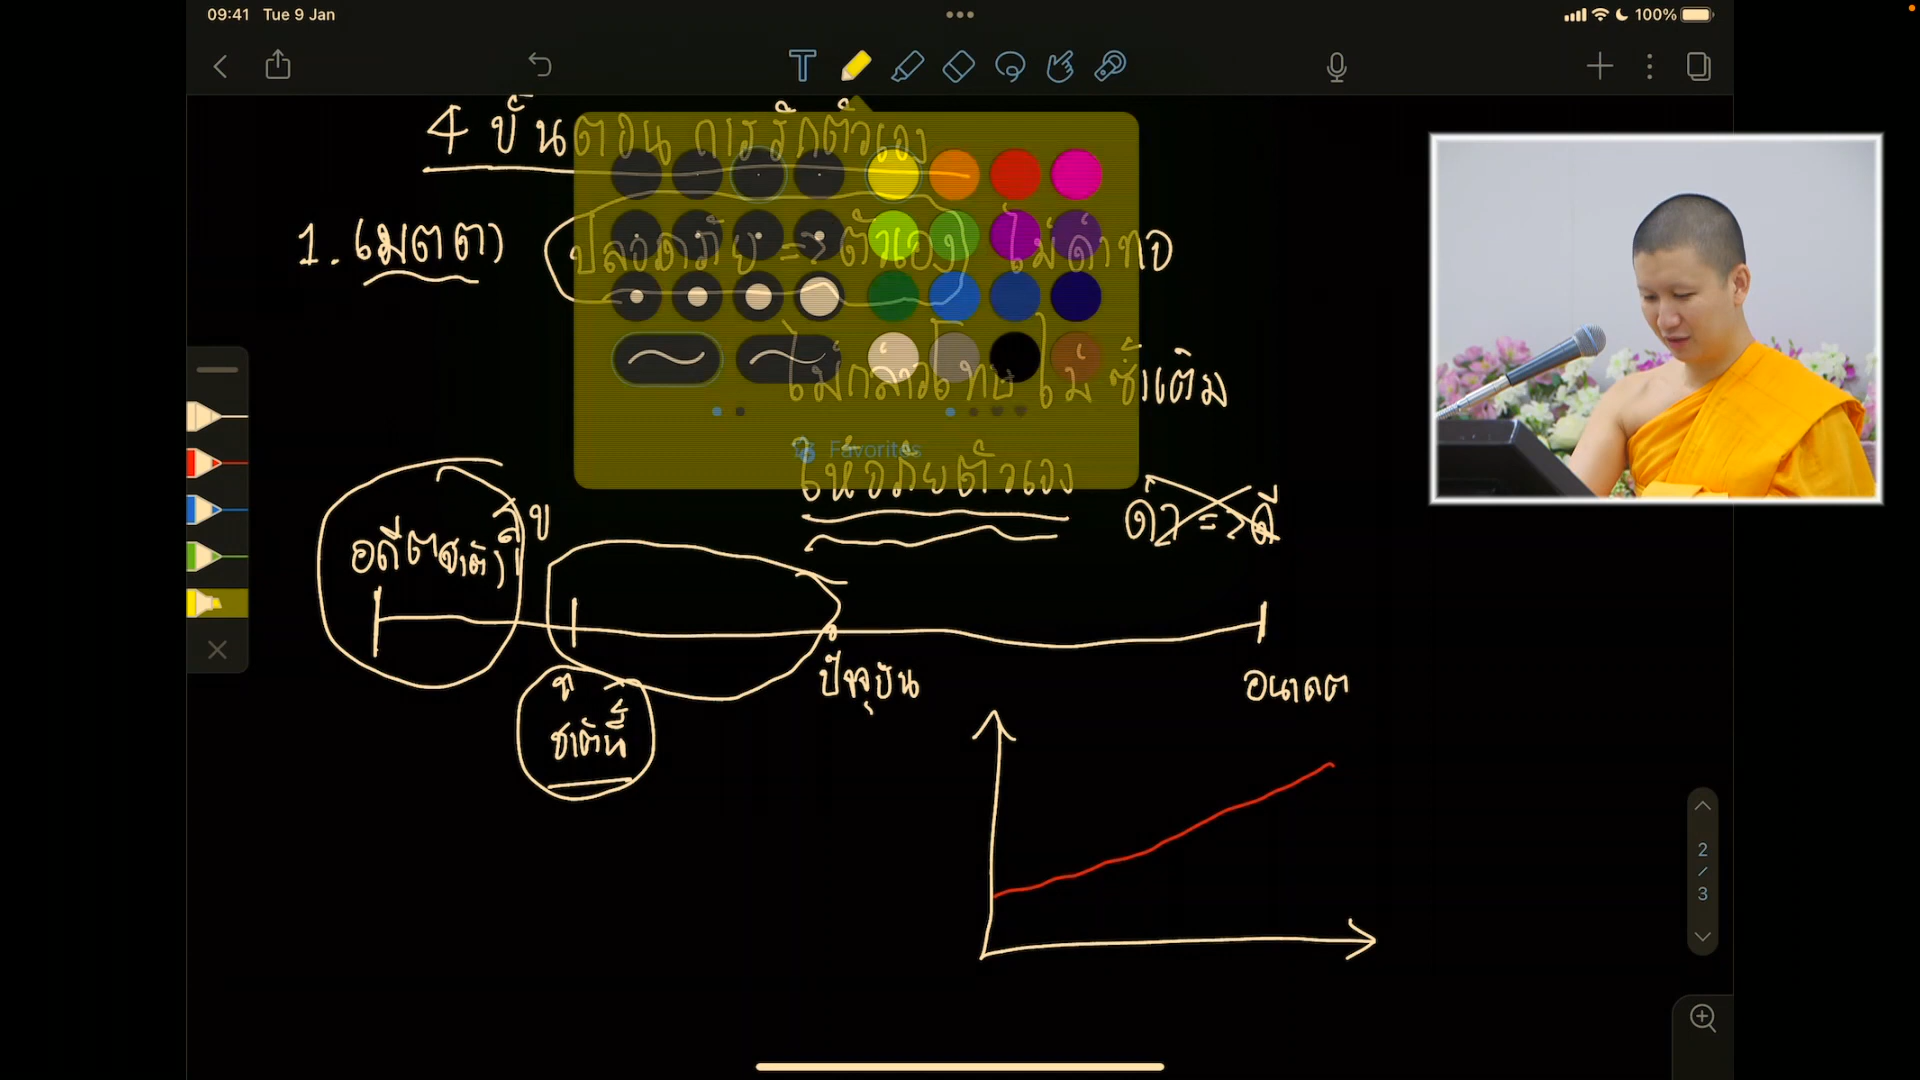 09:41 Tue 9 Jan
100%
4 ขั้นตอน การรักตัวเอง
1. เมตตา ปลอดภัย => ตัวเอง ไม่ด่าทอ
ไม่กล่าวโทษ ไม่ซ้ำเติม
Favorites
ให้อภัยตัวเอง
อดีตชาติ
ปัจจุบัน
อนาคต
ชาตินี้
2
/
3